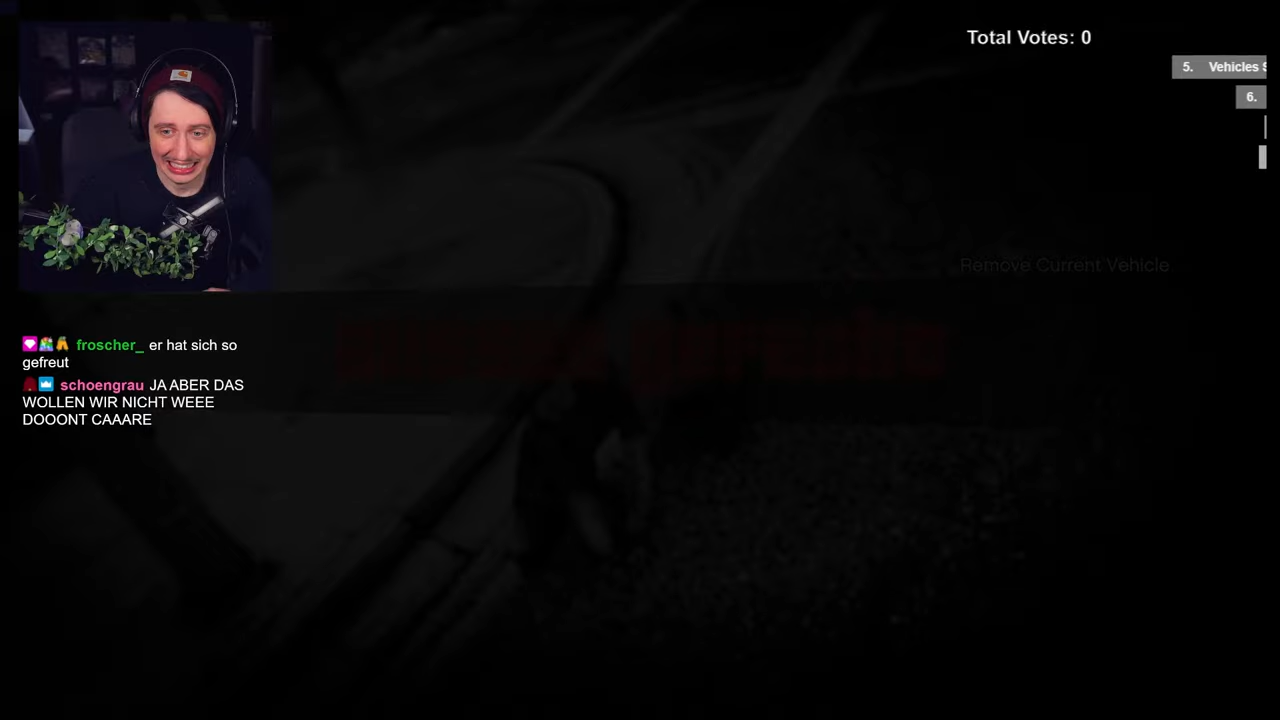 Total Votes: 0
5. Vehicles S
6.
Remove Current Vehicle
froscher_ er hat sich so
gefreut
schoengrau JA ABER DAS
WOLLEN WIR NICHT WEEE
DOOONT CAAARE